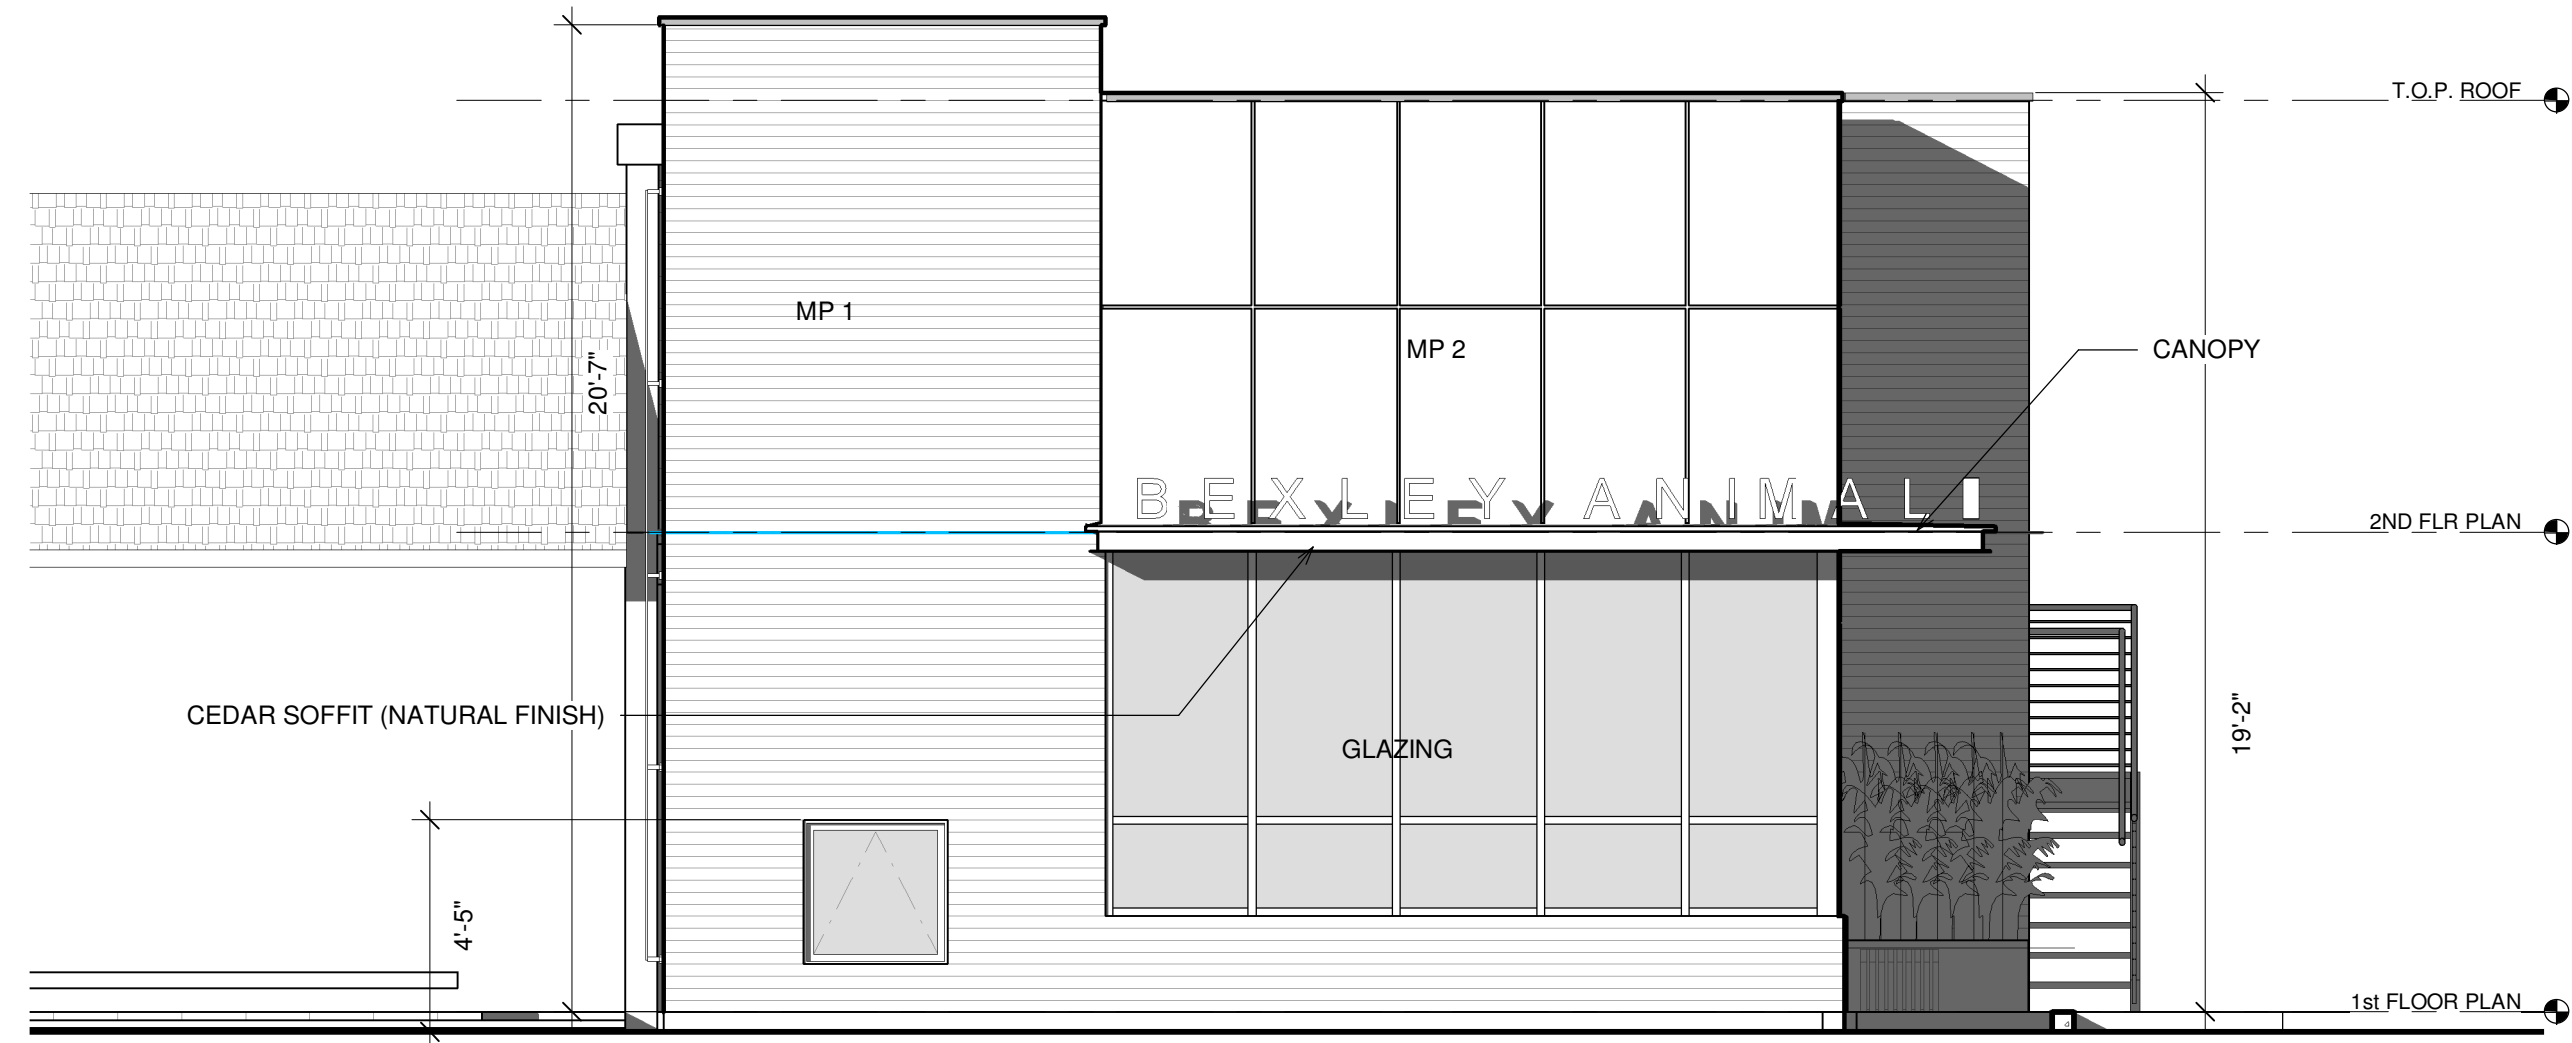 T.O.P. ROOF
MP 1
MP 2
CANOPY
20'-7"
BEXLEY ANIMAL
2ND FLR PLAN
CEDAR SOFFIT (NATURAL FINISH)
19'-2"
GLAZING
4'-5"
1st FLOOR PLAN